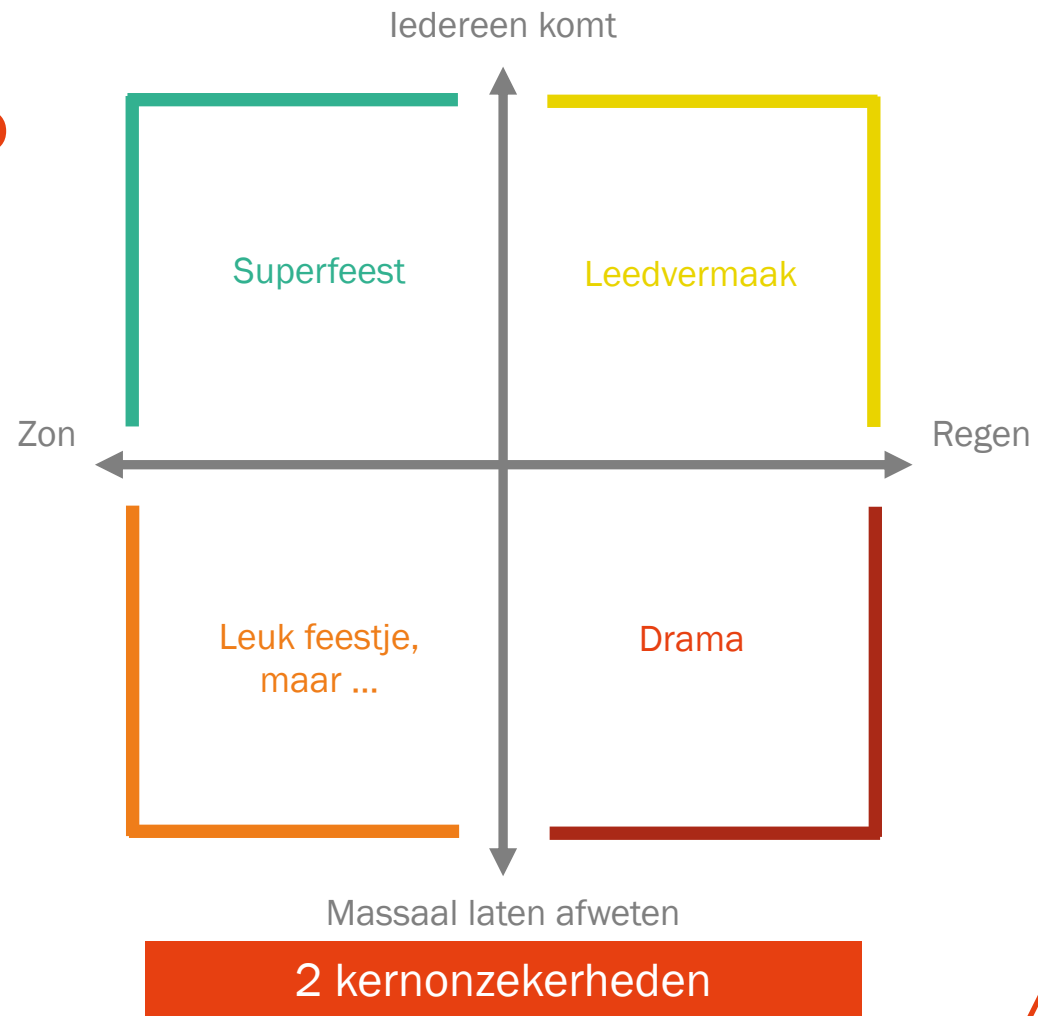 Iedereen komt
Superfeest
Leedvermaak
Zon
Regen
Leuk feestje,
maar ...
Drama
Massaal laten afweten
2 kernonzekerheden